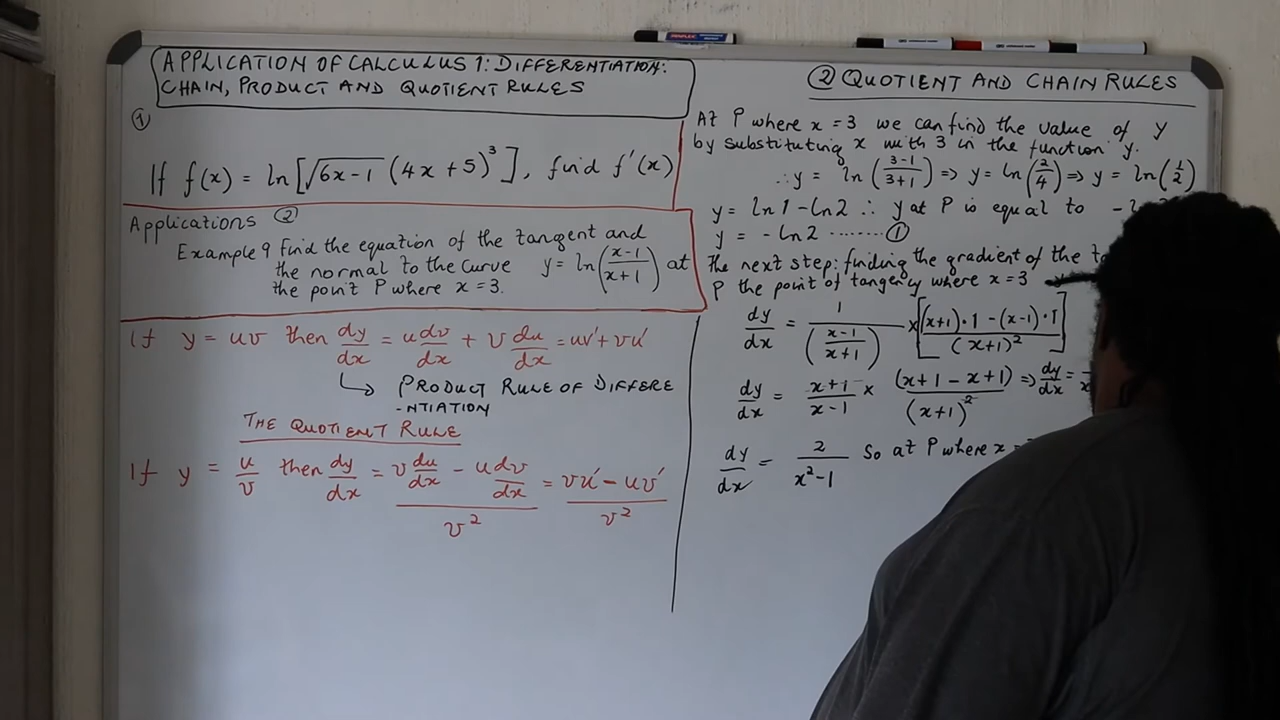 APPLICATION OF CALCULUS 1: DIFFERENTIATION:
CHAIN, PRODUCT AND QUOTIENT RULES
①
If f(x) = ln[√(6x-1) (4x+5)³], find f'(x)
Applications ②
Example 9 Find the equation of the tangent and
the normal to the curve y = ln((x-1)/(x+1)) at
the point P where x = 3.
If y = uv then dy/dx = u dv/dx + v du/dx = uv' + vu'
↳ PRODUCT RULE OF DIFFERE
-NTIATION
THE QUOTIENT RULE
If y = u/v then dy/dx = (v du/dx - u dv/dx)/v² = (vu' - uv')/v²
② QUOTIENT AND CHAIN RULES
At P where x = 3 we can find the value of y
by substituting x with 3 in the function y.
∴ y = ln((3-1)/(3+1)) ⇒ y = ln(2/4) ⇒ y = ln(1/2)
y = ln1 - ln2 ∴ y at P is equal to
y = -ln2 ........ ①
The next step: finding the gradient of the
P the point of tangency where x = 3
dy/dx = 1/((x-1)/(x+1)) × [((x+1)·1 - (x-1)·1)/(x+1)²]
dy/dx = (x+1)/(x-1) × (x+1-x+1)/(x+1)² ⇒ dy/dx =
dy/dx = 2/(x²-1) So at P where x